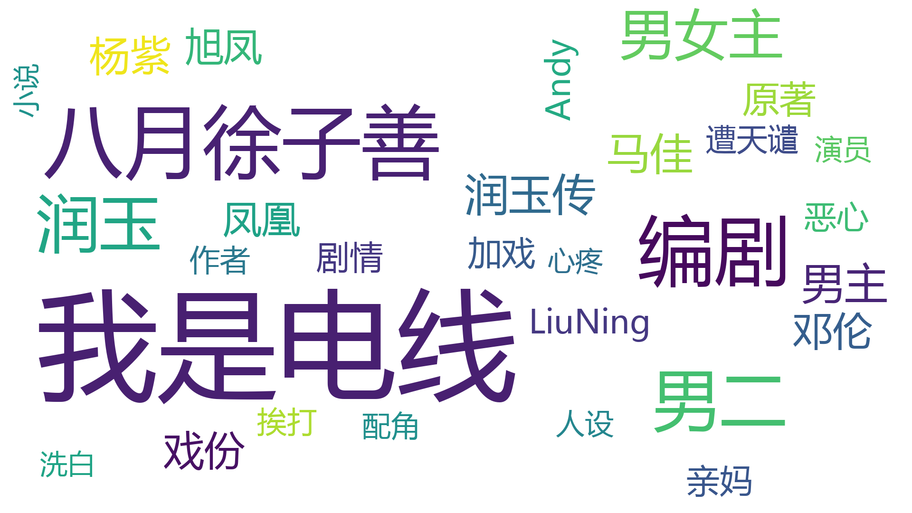 男女主
杨紫
旭凤
Andy
小说
原著
八月徐子善
马佳
遭天谴
演员
润玉
凤凰
润玉传
恶心
编剧
作者
剧情
加戏
心疼
男主
我是电线
LiuNing
邓伦
男二
挨打
配角
人设
戏份
洗白
亲妈